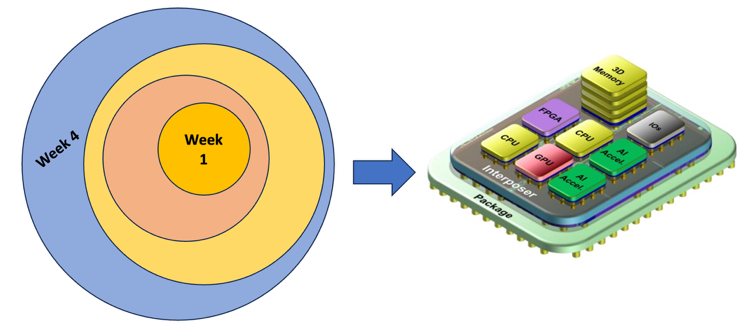 Week 4
Week
1
3D
Memory
FPGA
IOs
CPU
CPU
AI
Accel.
GPU
AI
Accel.
Interposer
Package